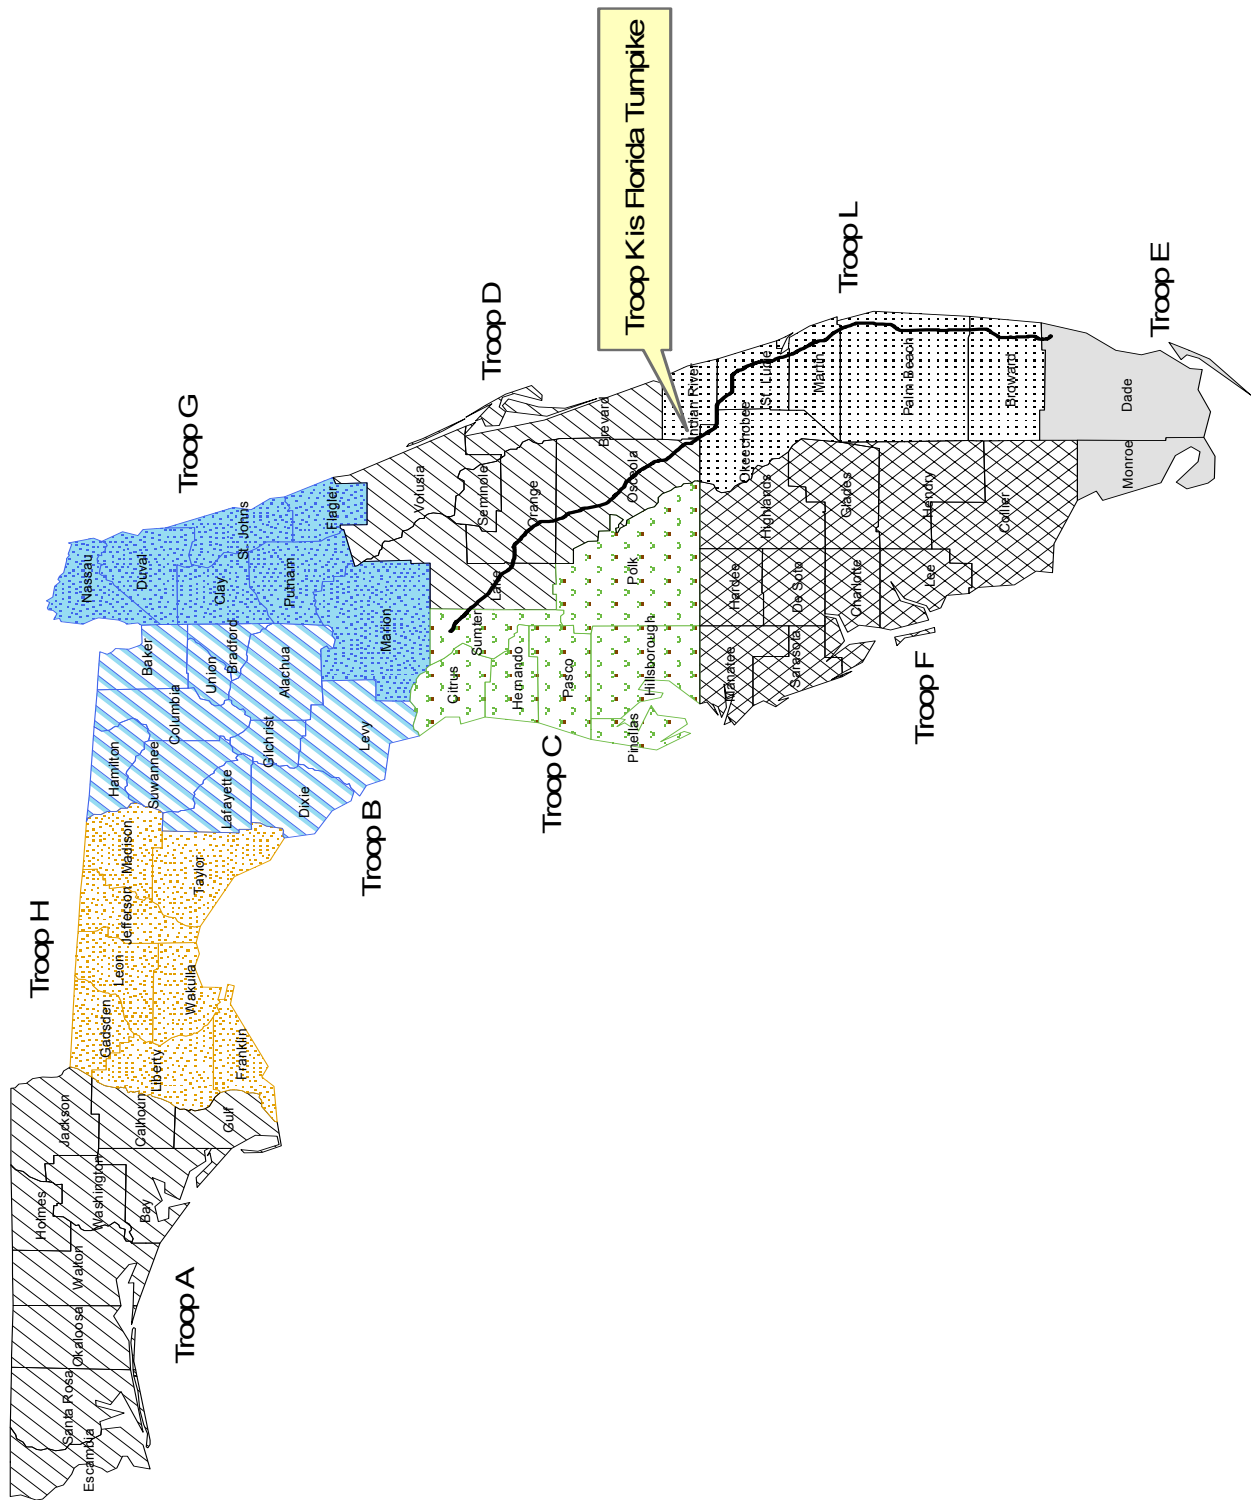 Troop K is Florida Turnpike
Troop H
Troop G
Troop D
Troop L
Troop E
Troop A
Troop B
Troop C
Troop F
Escambia
Santa Rosa
Okaloosa
Walton
Holmes
Washington
Bay
Jackson
Calhoun
Gulf
Gadsden
Liberty
Franklin
Leon
Wakulla
Jefferson
Madison
Taylor
Hamilton
Suwannee
Lafayette
Dixie
Columbia
Gilchrist
Levy
Baker
Union
Bradford
Alachua
Nassau
Duval
Clay
St. Johns
Putnam
Flagler
Marion
Citrus
Sumter
Hernando
Pasco
Pinellas
Hillsborough
Polk
Lake
Volusia
Seminole
Orange
Brevard
Osceola
Indian River
Okeechobee
St. Lucie
Martin
Palm Beach
Broward
Manatee
Hardee
Highlands
Sarasota
De Soto
Charlotte
Glades
Lee
Hendry
Collier
Monroe
Dade